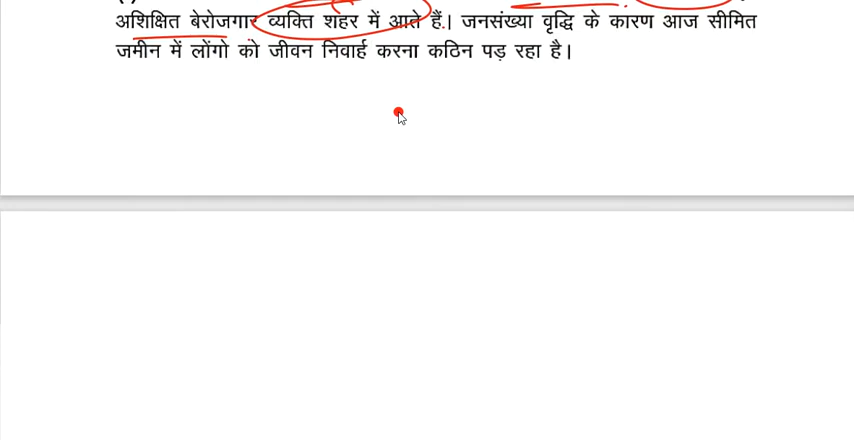 अशिक्षित बेरोजगार व्यक्ति शहर में आते हैं। जनसंख्या वृद्धि के कारण आज सीमित
जमीन में लोंगो को जीवन निवार्ह करना कठिन पड़ रहा है।